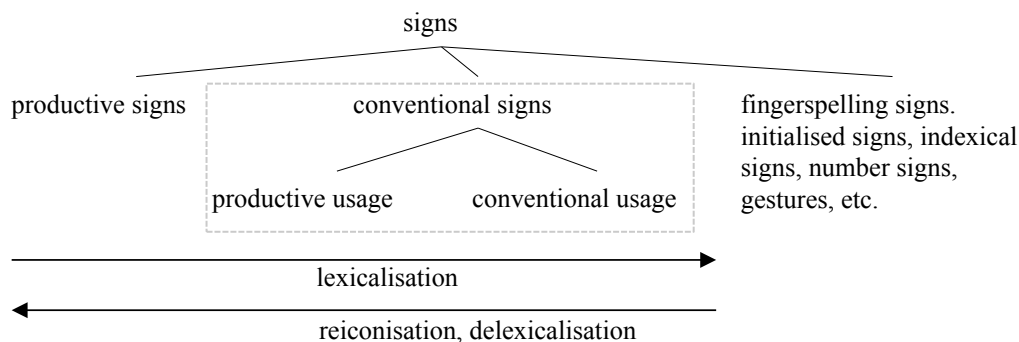 signs
productive signs
conventional signs
fingerspelling signs.
initialised signs, indexical
signs, number signs,
gestures, etc.
productive usage
conventional usage
lexicalisation
reiconisation, delexicalisation